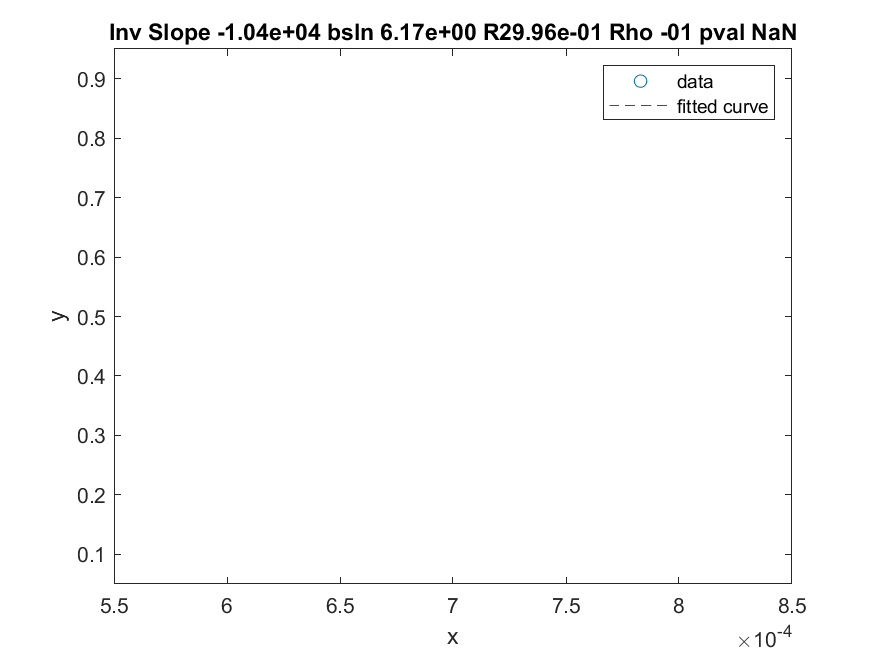 Inv Slope -1.04e+04 bsln 6.17e+00 R29.96e-01 Rho -01 pval NaN
data
fitted curve
0.9
0.8
0.7
0.6
0.5
0.4
0.3
0.2
0.1
y
5.5 6 6.5 7 7.5 8 8.5
x
×10⁻⁴